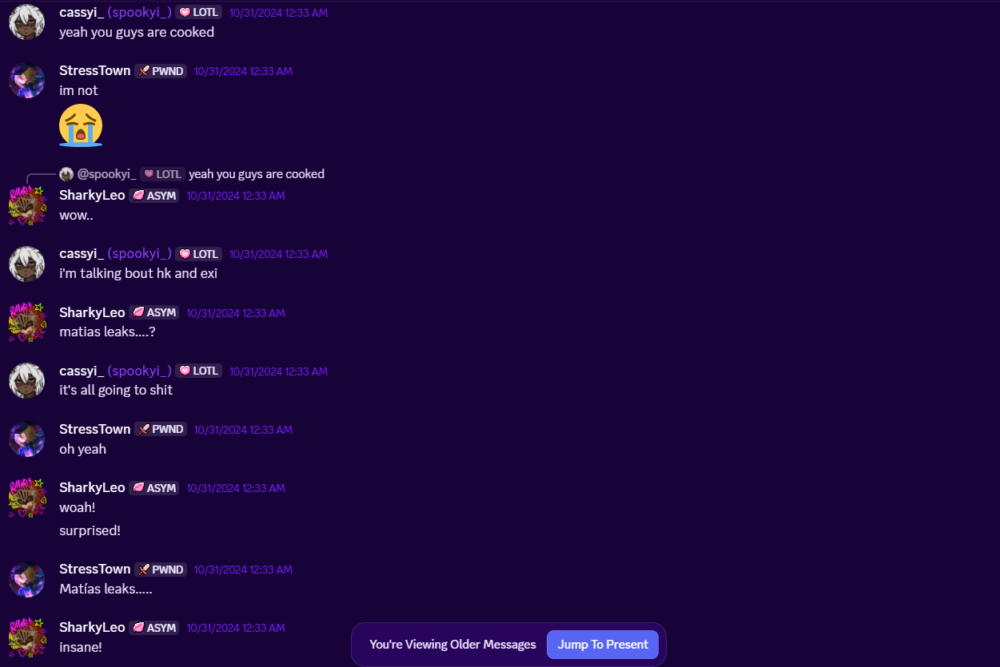 cassyi_ (spookyi_) LOTL 10/31/2024 12:33 AM
yeah you guys are cooked
StressTown PWND 10/31/2024 12:33 AM
im not
@spookyi_ LOTL yeah you guys are cooked
SharkyLeo ASYM 10/31/2024 12:33 AM
wow..
cassyi_ (spookyi_) LOTL 10/31/2024 12:33 AM
i'm talking bout hk and exi
SharkyLeo ASYM 10/31/2024 12:33 AM
matias leaks....?
cassyi_ (spookyi_) LOTL 10/31/2024 12:33 AM
it's all going to shit
StressTown PWND 10/31/2024 12:33 AM
oh yeah
SharkyLeo ASYM 10/31/2024 12:33 AM
woah!
surprised!
StressTown PWND 10/31/2024 12:33 AM
Matías leaks.....
SharkyLeo ASYM 10/31/2024 12:33 AM
insane!
You're Viewing Older Messages Jump To Present